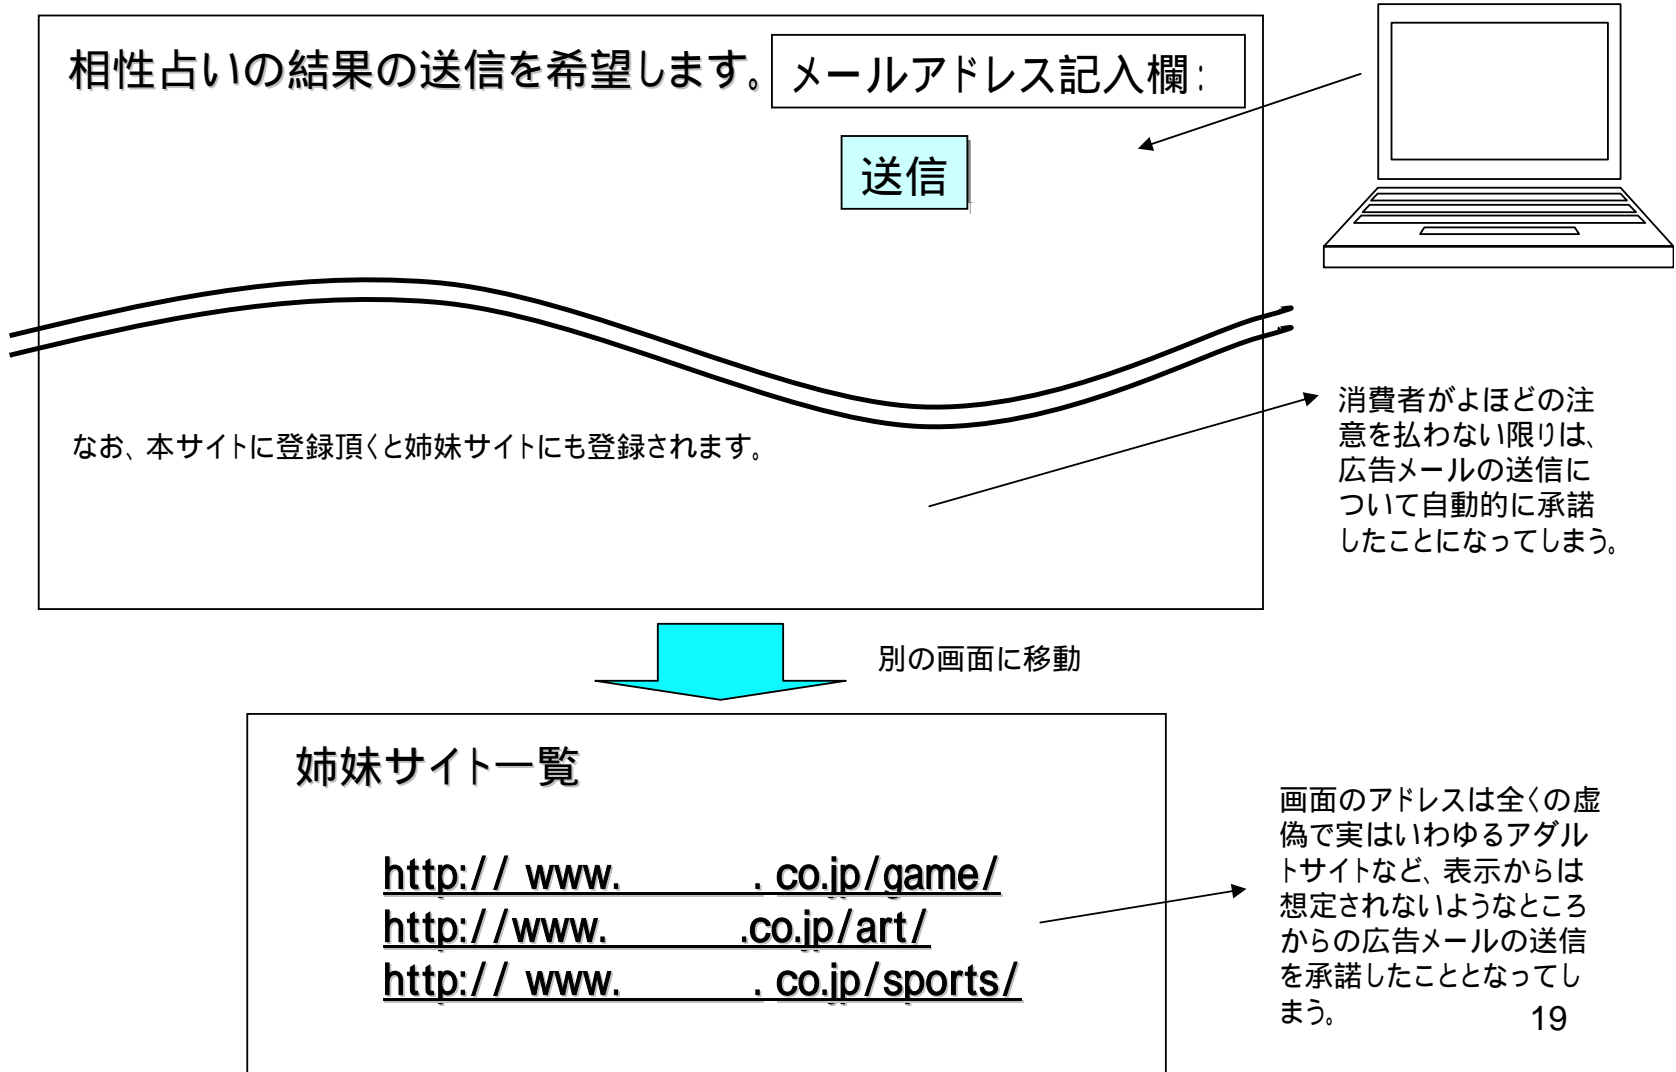 相性占いの結果の送信を希望します。
メールアドレス記入欄:
送信
なお、本サイトに登録頂くと姉妹サイトにも登録されます。
消費者がよほどの注
意を払わない限りは、
広告メールの送信に
ついて自動的に承諾
したことになってしまう。
別の画面に移動
姉妹サイト一覧
http:// www. . co.jp/game/
http://www. .co.jp/art/
http:// www. . co.jp/sports/
画面のアドレスは全くの虚
偽で実はいわゆるアダル
トサイトなど、表示からは
想定されないようなところ
からの広告メールの送信
を承諾したこととなってし
まう。
19